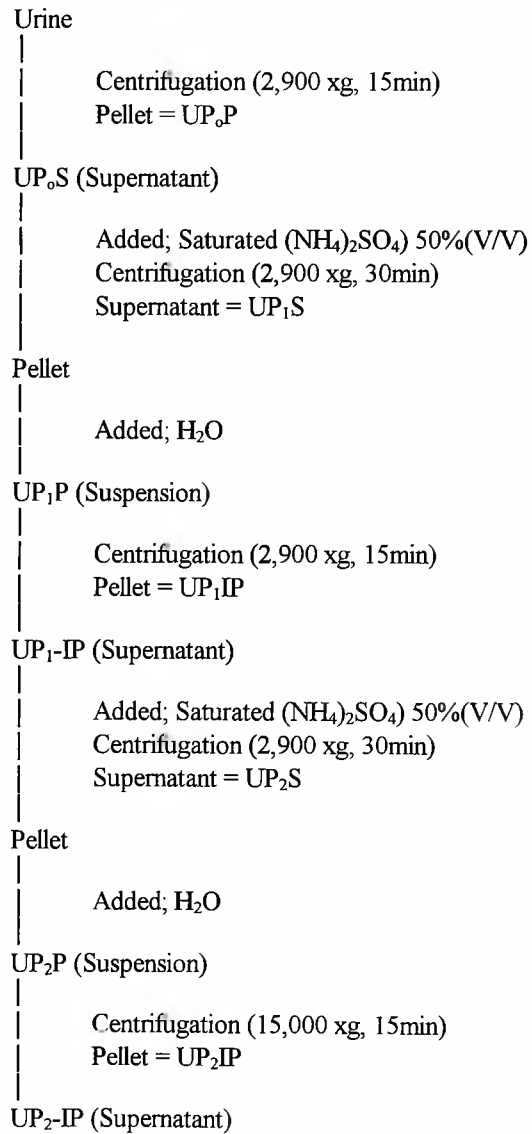 Urine
Centrifugation (2,900 xg, 15min)
Pellet = UPₒP
UPₒS (Supernatant)
Added; Saturated (NH₄)₂SO₄) 50%(V/V)
Centrifugation (2,900 xg, 30min)
Supernatant = UP₁S
Pellet
Added; H₂O
UP₁P (Suspension)
Centrifugation (2,900 xg, 15min)
Pellet = UP₁IP
UP₁-IP (Supernatant)
Added; Saturated (NH₄)₂SO₄) 50%(V/V)
Centrifugation (2,900 xg, 30min)
Supernatant = UP₂S
Pellet
Added; H₂O
UP₂P (Suspension)
Centrifugation (15,000 xg, 15min)
Pellet = UP₂IP
UP₂-IP (Supernatant)